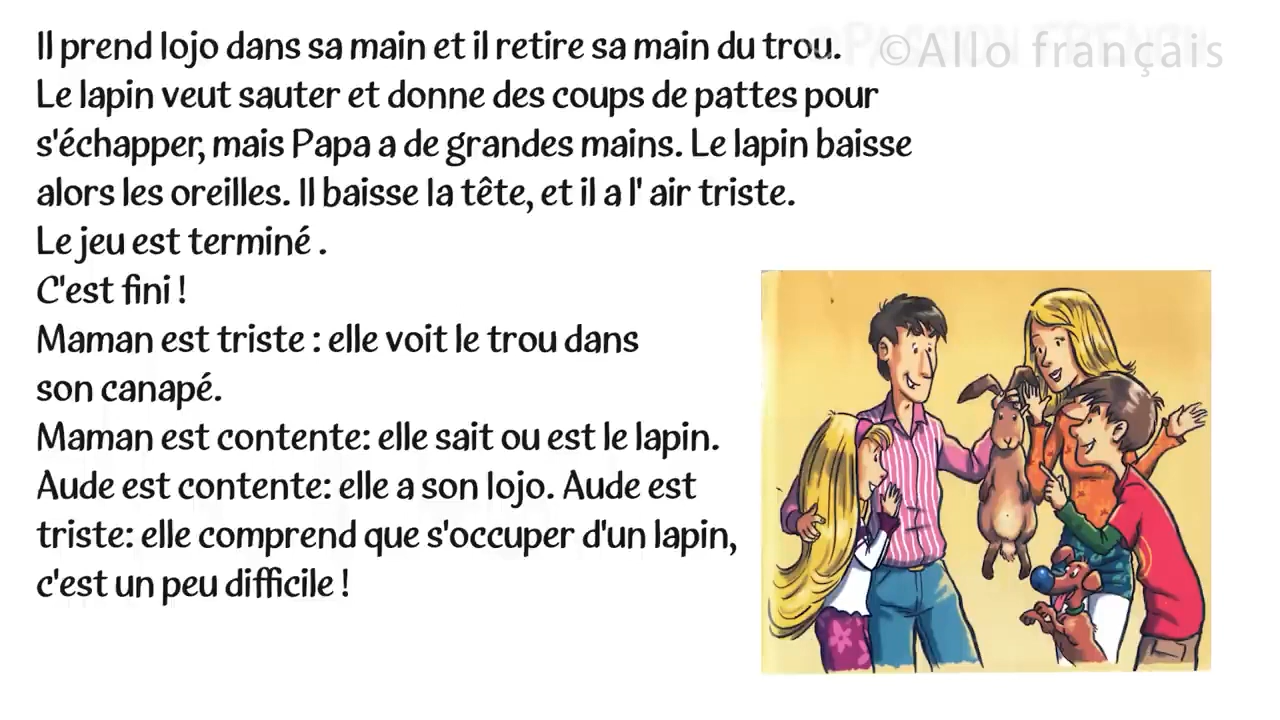 Il prend lojo dans sa main et il retire sa main du trou.
©Allo français
Le lapin veut sauter et donne des coups de pattes pour
s'échapper, mais Papa a de grandes mains. Le lapin baisse
alors les oreilles. Il baisse la tête, et il a l' air triste.
Le jeu est terminé .
C'est fini !
Maman est triste : elle voit le trou dans
son canapé.
Maman est contente: elle sait ou est le lapin.
Aude est contente: elle a son lojo. Aude est
triste: elle comprend que s'occuper d'un lapin,
c'est un peu difficile !